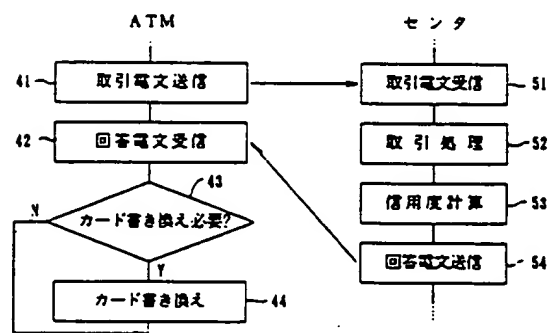 ATM
センタ
41
取引電文送信
取引電文受信
51
42
回答電文受信
取引処理
52
43
N
カード書き換え必要?
信用度計算
53
Y
回答電文送信
54
カード書き換え
44